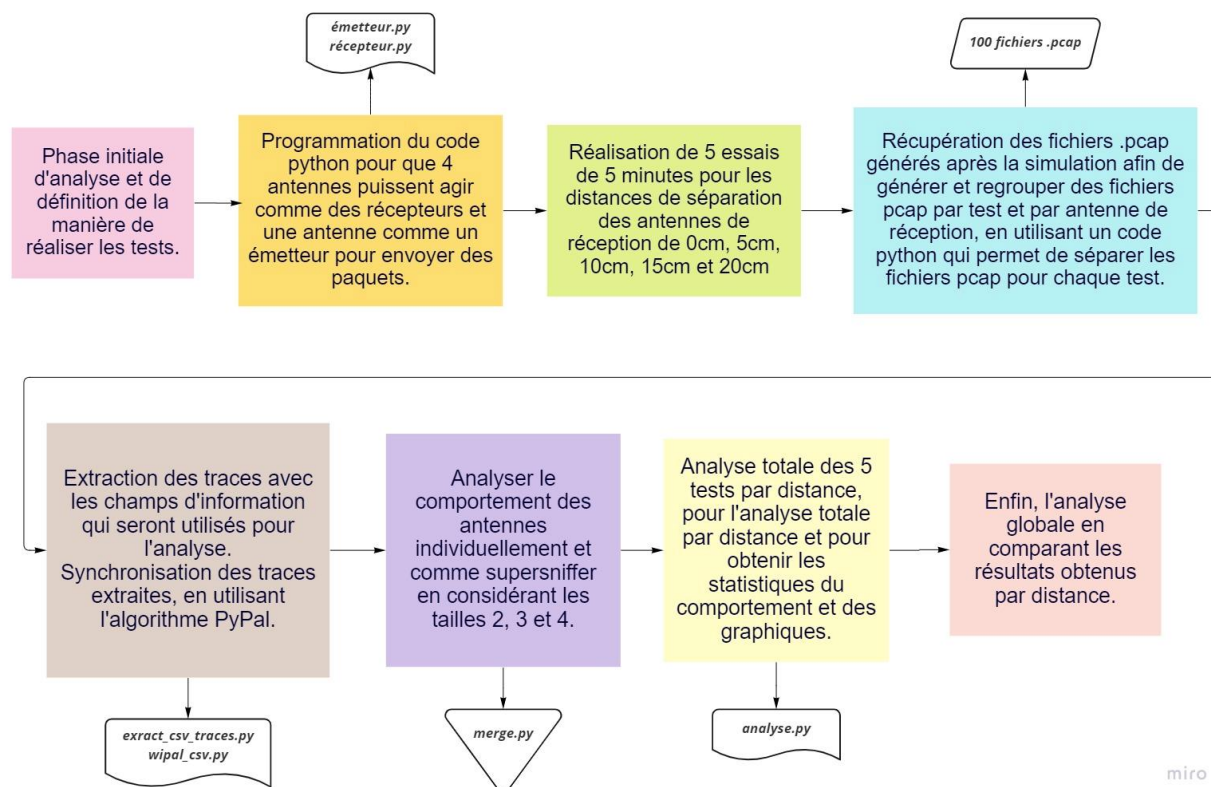 émetteur.py
récepteur.py
100 fichiers .pcap
Phase initiale
d'analyse et de
définition de la
manière de
réaliser les tests.
Programmation du code
python pour que 4
antennes puissent agir
comme des récepteurs et
une antenne comme un
émetteur pour envoyer des
paquets.
Réalisation de 5 essais
de 5 minutes pour les
distances de séparation
des antennes de
réception de 0cm, 5cm,
10cm, 15cm et 20cm
Récupération des fichiers .pcap
générés après la simulation afin de
générer et regrouper des fichiers
pcap par test et par antenne de
réception, en utilisant un code
python qui permet de séparer les
fichiers pcap pour chaque test.
Extraction des traces avec
les champs d'information
qui seront utilisés pour
l'analyse.
Synchronisation des traces
extraites, en utilisant
l'algorithme PyPal.
Analyser le
comportement des
antennes
individuellement et
comme supersniffer
en considérant les
tailles 2, 3 et 4.
Analyse totale des 5
tests par distance,
pour l'analyse totale
par distance et pour
obtenir les
statistiques du
comportement et des
graphiques.
Enfin, l'analyse
globale en
comparant les
résultats obtenus
par distance.
exract_csv_traces.py
wipal_csv.py
merge.py
analyse.py
miro